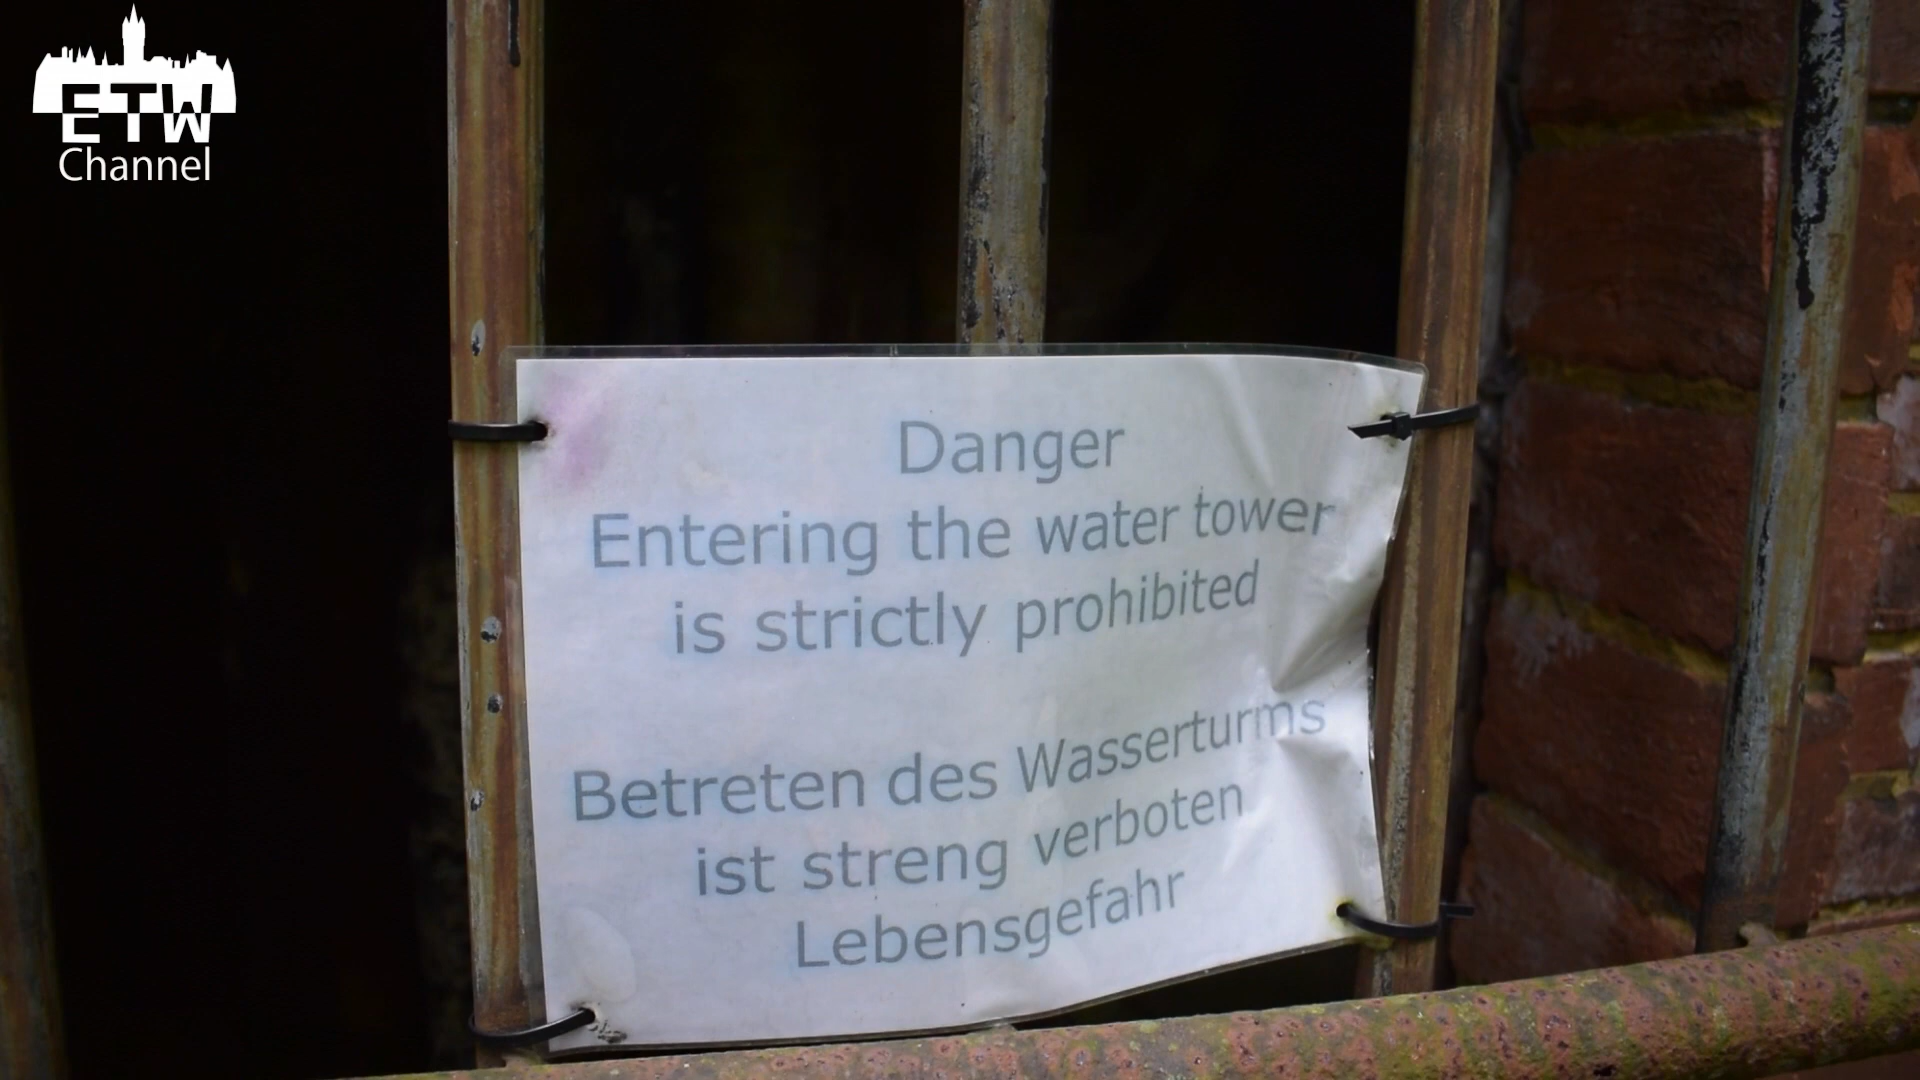 ETW
Channel
Danger
Entering the water tower
is strictly prohibited
Betreten des Wasserturms
ist streng verboten
Lebensgefahr